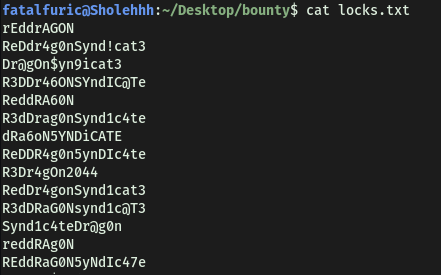 fatalfuric@Sholehhh:~/Desktop/bounty$ cat locks.txt
rEddrAGON
ReDdr4g0nSynd!cat3
Dr@gOn$yn9icat3
R3DDr46ONSYndIC@Te
ReddRA60N
R3dDrag0nSynd1c4te
dRa6oN5YNDiCATE
ReDDR4g0n5ynDIc4te
R3Dr4gOn2044
RedDr4gonSynd1cat3
R3dDRaG0Nsynd1c@T3
Synd1c4teDr@g0n
reddRAg0N
REddRaG0N5yNdIc47e